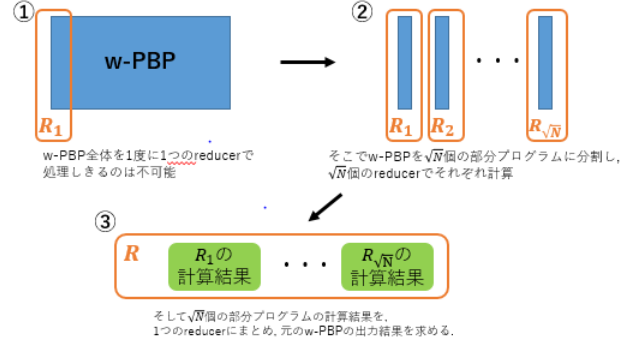 ①
w-PBP
R₁
w-PBP全体を1度に1つのreducerで
処理しきるのは不可能
②
R₁ R₂ ・・・ R√N
そこでw-PBPを√N個の部分プログラムに分割し,
√N個のreducerでそれぞれ計算
③
R
R₁の
計算結果
・・・
R√Nの
計算結果
そして√N個の部分プログラムの計算結果を,
1つのreducerにまとめ, 元のw-PBPの出力結果を求める.